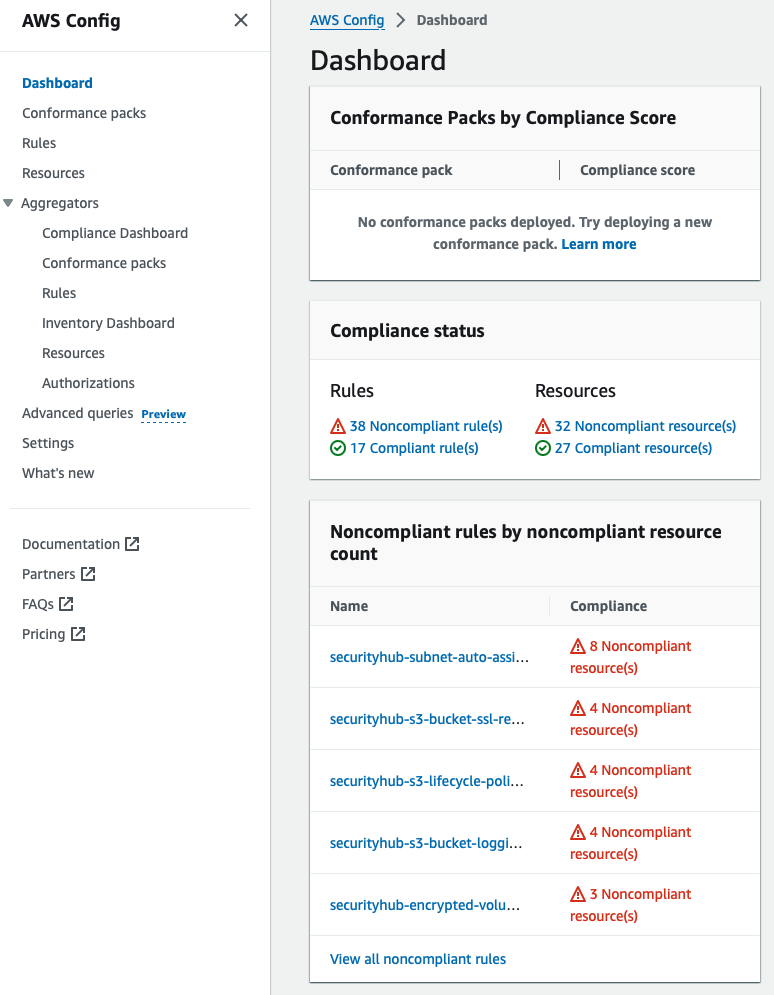 AWS Config
Dashboard
Conformance packs
Rules
Resources
Aggregators
Compliance Dashboard
Conformance packs
Rules
Inventory Dashboard
Resources
Authorizations
Advanced queries Preview
Settings
What's new
Documentation
Partners
FAQs
Pricing
AWS Config > Dashboard
Dashboard
Conformance Packs by Compliance Score
Conformance pack Compliance score
No conformance packs deployed. Try deploying a new
conformance pack. Learn more
Compliance status
Rules Resources
38 Noncompliant rule(s) 32 Noncompliant resource(s)
17 Compliant rule(s) 27 Compliant resource(s)
Noncompliant rules by noncompliant resource
count
Name Compliance
securityhub-subnet-auto-assi... 8 Noncompliant
resource(s)
securityhub-s3-bucket-ssl-re... 4 Noncompliant
resource(s)
securityhub-s3-lifecycle-poli... 4 Noncompliant
resource(s)
securityhub-s3-bucket-loggi... 4 Noncompliant
resource(s)
securityhub-encrypted-volu... 3 Noncompliant
resource(s)
View all noncompliant rules